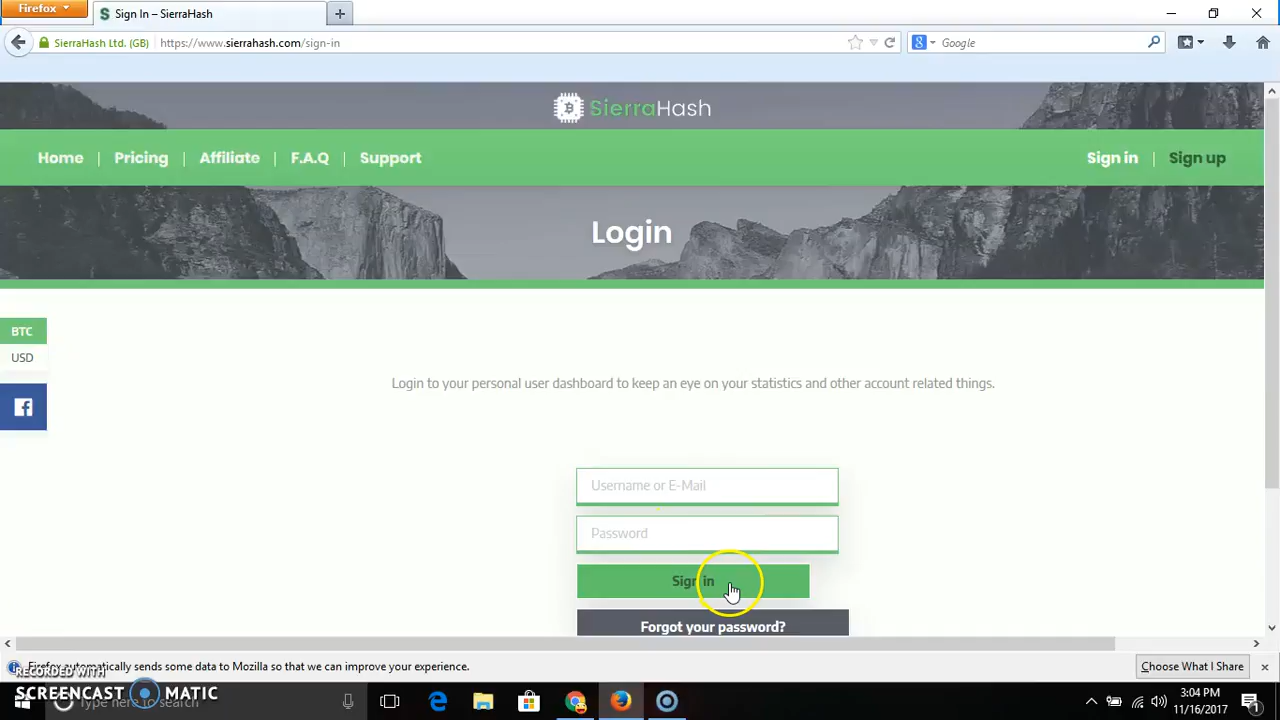 Firefox
Sign In – SierraHash
SierraHash Ltd. (GB)
https://www.sierrahash.com/sign-in
Google
SierraHash
Home
Pricing
Affiliate
F.A.Q
Support
Sign in
Sign up
Login
BTC
USD
Login to your personal user dashboard to keep an eye on your statistics and other account related things.
Username or E-Mail
Password
Sign in
Forgot your password?
Firefox automatically sends some data to Mozilla so that we can improve your experience.
Choose What I Share
RECORDED WITH
SCREENCAST MATIC
Type here to search
3:04 PM
11/16/2017
1